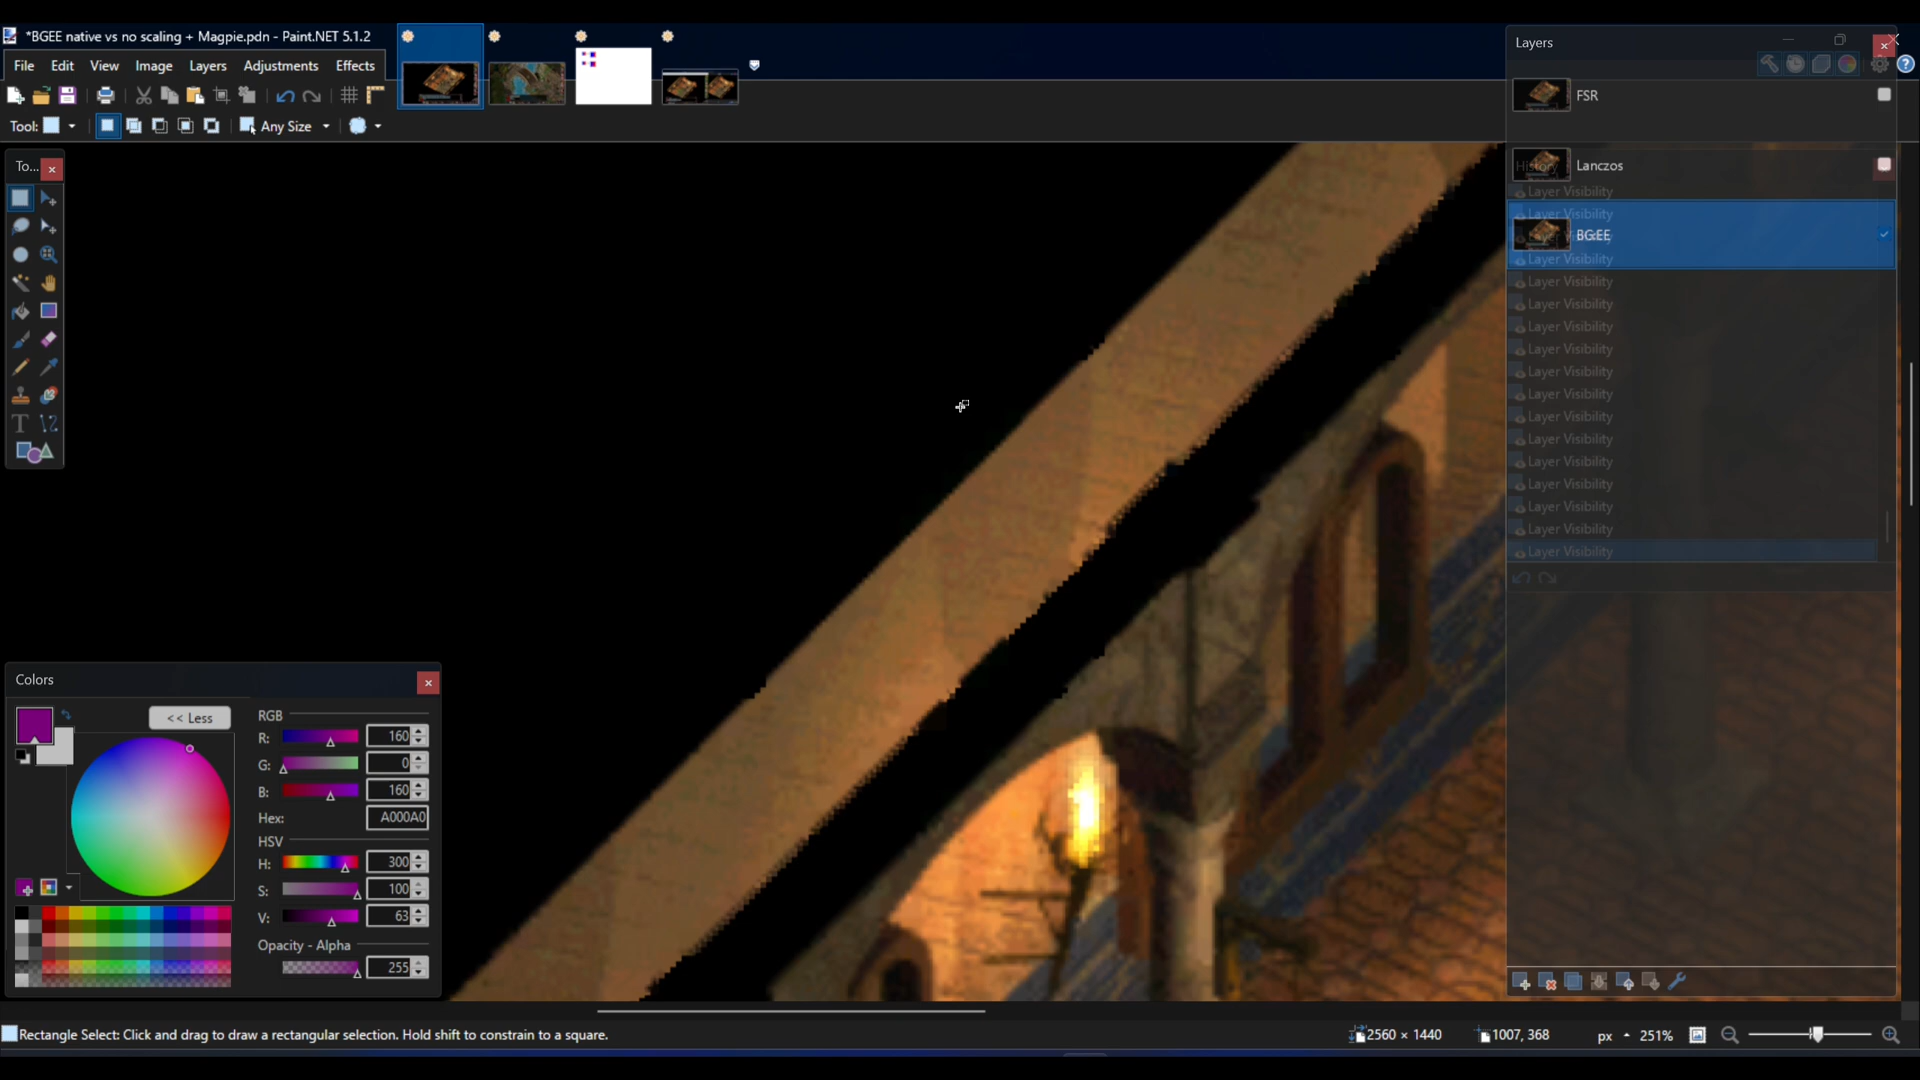 *BGEE native vs no scaling + Magpie.pdn - Paint.NET 5.1.2
File Edit View Image Layers Adjustments Effects
Tool: Any Size
To...
Layers
FSR
Lanczos
History
Layer Visibility
Layer Visibility
BGEE
Layer Visibility
Layer Visibility
Layer Visibility
Layer Visibility
Layer Visibility
Layer Visibility
Layer Visibility
Layer Visibility
Layer Visibility
Layer Visibility
Layer Visibility
Layer Visibility
Layer Visibility
Layer Visibility
Colors
<< Less
RGB
R: 160
G: 0
B: 160
Hex: A000A0
HSV
H: 300
S: 100
V: 63
Opacity - Alpha
255
Rectangle Select: Click and drag to draw a rectangular selection. Hold shift to constrain to a square.
2560 × 1440
1007, 368
px
251%